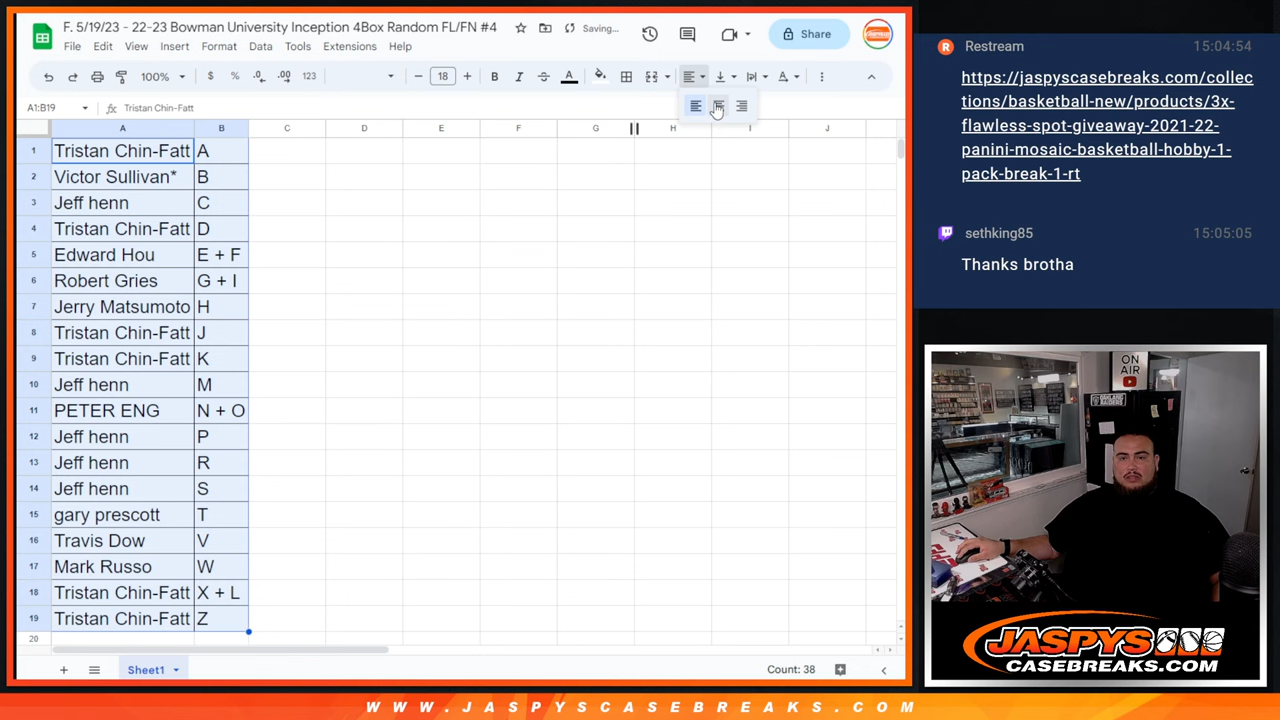 F. 5/19/23 - 22-23 Bowman University Inception 4Box Random FL/FN #4
Saving...
Share
File Edit View Insert Format Data Tools Extensions Help
100% $ % .0 .00 123 18 B I A
A1:B19 Tristan Chin-Fatt
A B C D E F G H I J
1 Tristan Chin-Fatt A
2 Victor Sullivan* B
3 Jeff henn C
4 Tristan Chin-Fatt D
5 Edward Hou E + F
6 Robert Gries G + I
7 Jerry Matsumoto H
8 Tristan Chin-Fatt J
9 Tristan Chin-Fatt K
10 Jeff henn M
11 PETER ENG N + O
12 Jeff henn P
13 Jeff henn R
14 Jeff henn S
15 gary prescott T
16 Travis Dow V
17 Mark Russo W
18 Tristan Chin-Fatt X + L
19 Tristan Chin-Fatt Z
20
Sheet1
Count: 38
Restream 15:04:54
https://jaspyscasebreaks.com/collec
tions/basketball-new/products/3x-
flawless-spot-giveaway-2021-22-
panini-mosaic-basketball-hobby-1-
pack-break-1-rt
sethking85 15:05:05
Thanks brotha
ON
AIR
JASPYS
CASEBREAKS.COM
WWW.JASPYSCASEBREAKS.COM